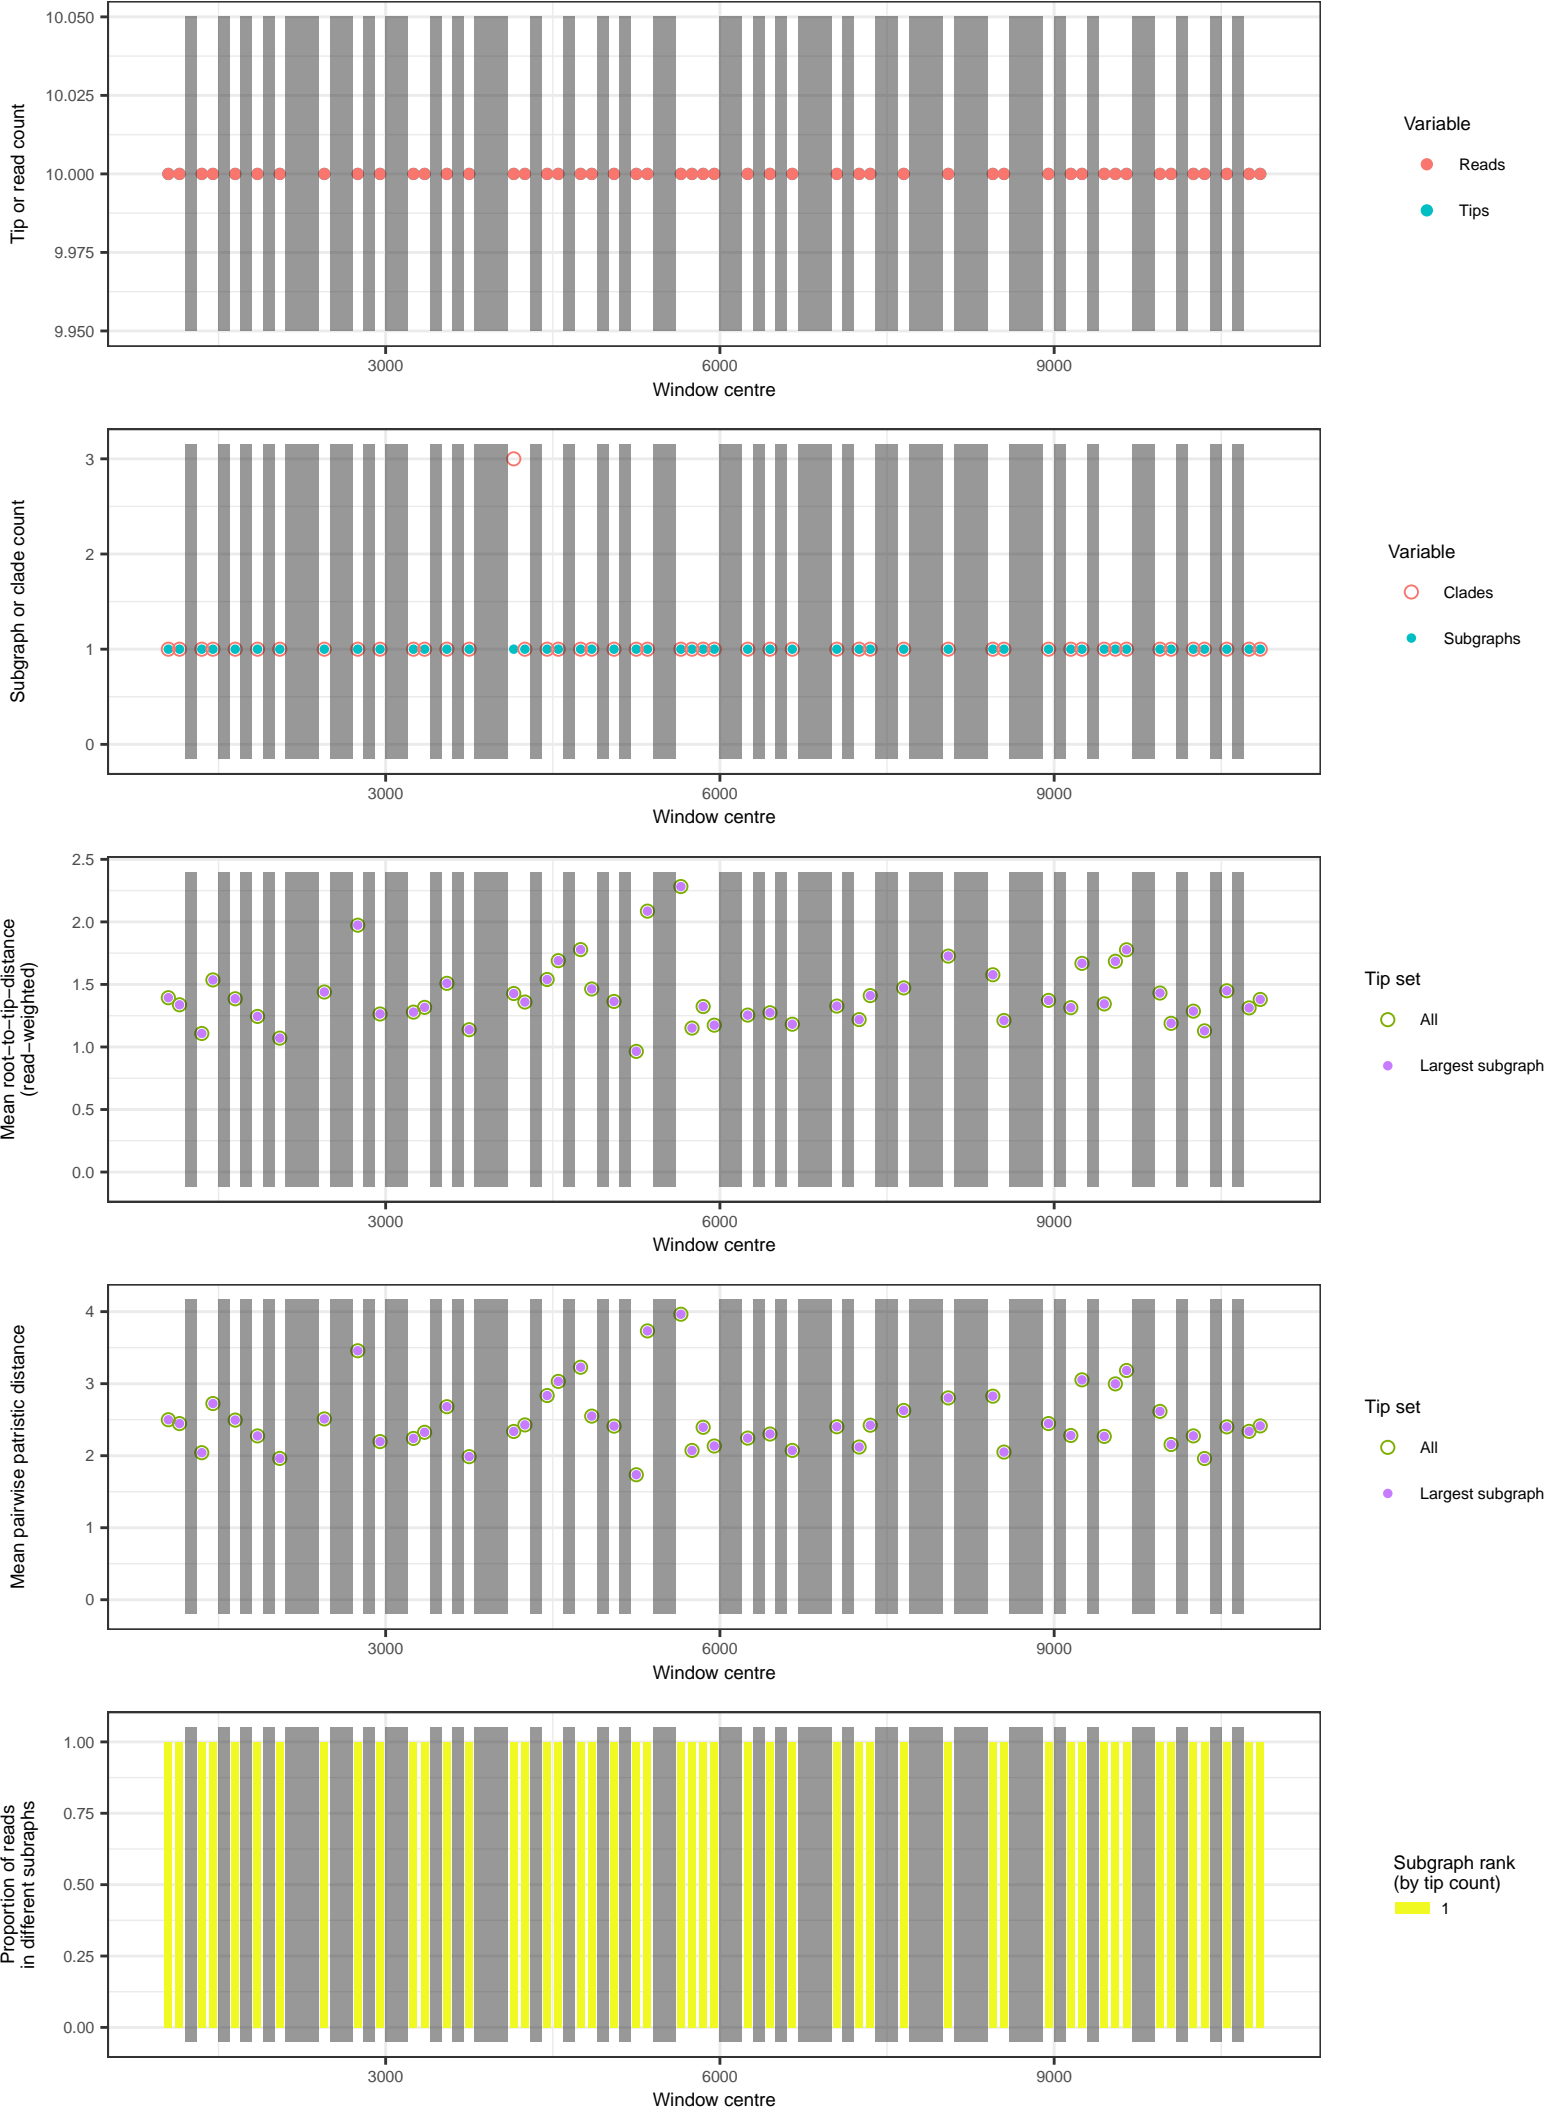 10.050
10.025
10.000
9.975
9.950
Tip or read count
3000
6000
9000
Window centre
Variable
Reads
Tips
3
2
1
0
Subgraph or clade count
3000
6000
9000
Window centre
Variable
Clades
Subgraphs
2.5
2.0
1.5
1.0
0.5
0.0
Mean root−to−tip−distance
(read−weighted)
3000
6000
9000
Window centre
Tip set
All
Largest subgraph
4
3
2
1
0
Mean pairwise patristic distance
3000
6000
9000
Window centre
Tip set
All
Largest subgraph
1.00
0.75
0.50
0.25
0.00
Proportion of reads
in different subraphs
3000
6000
9000
Window centre
Subgraph rank
(by tip count)
1